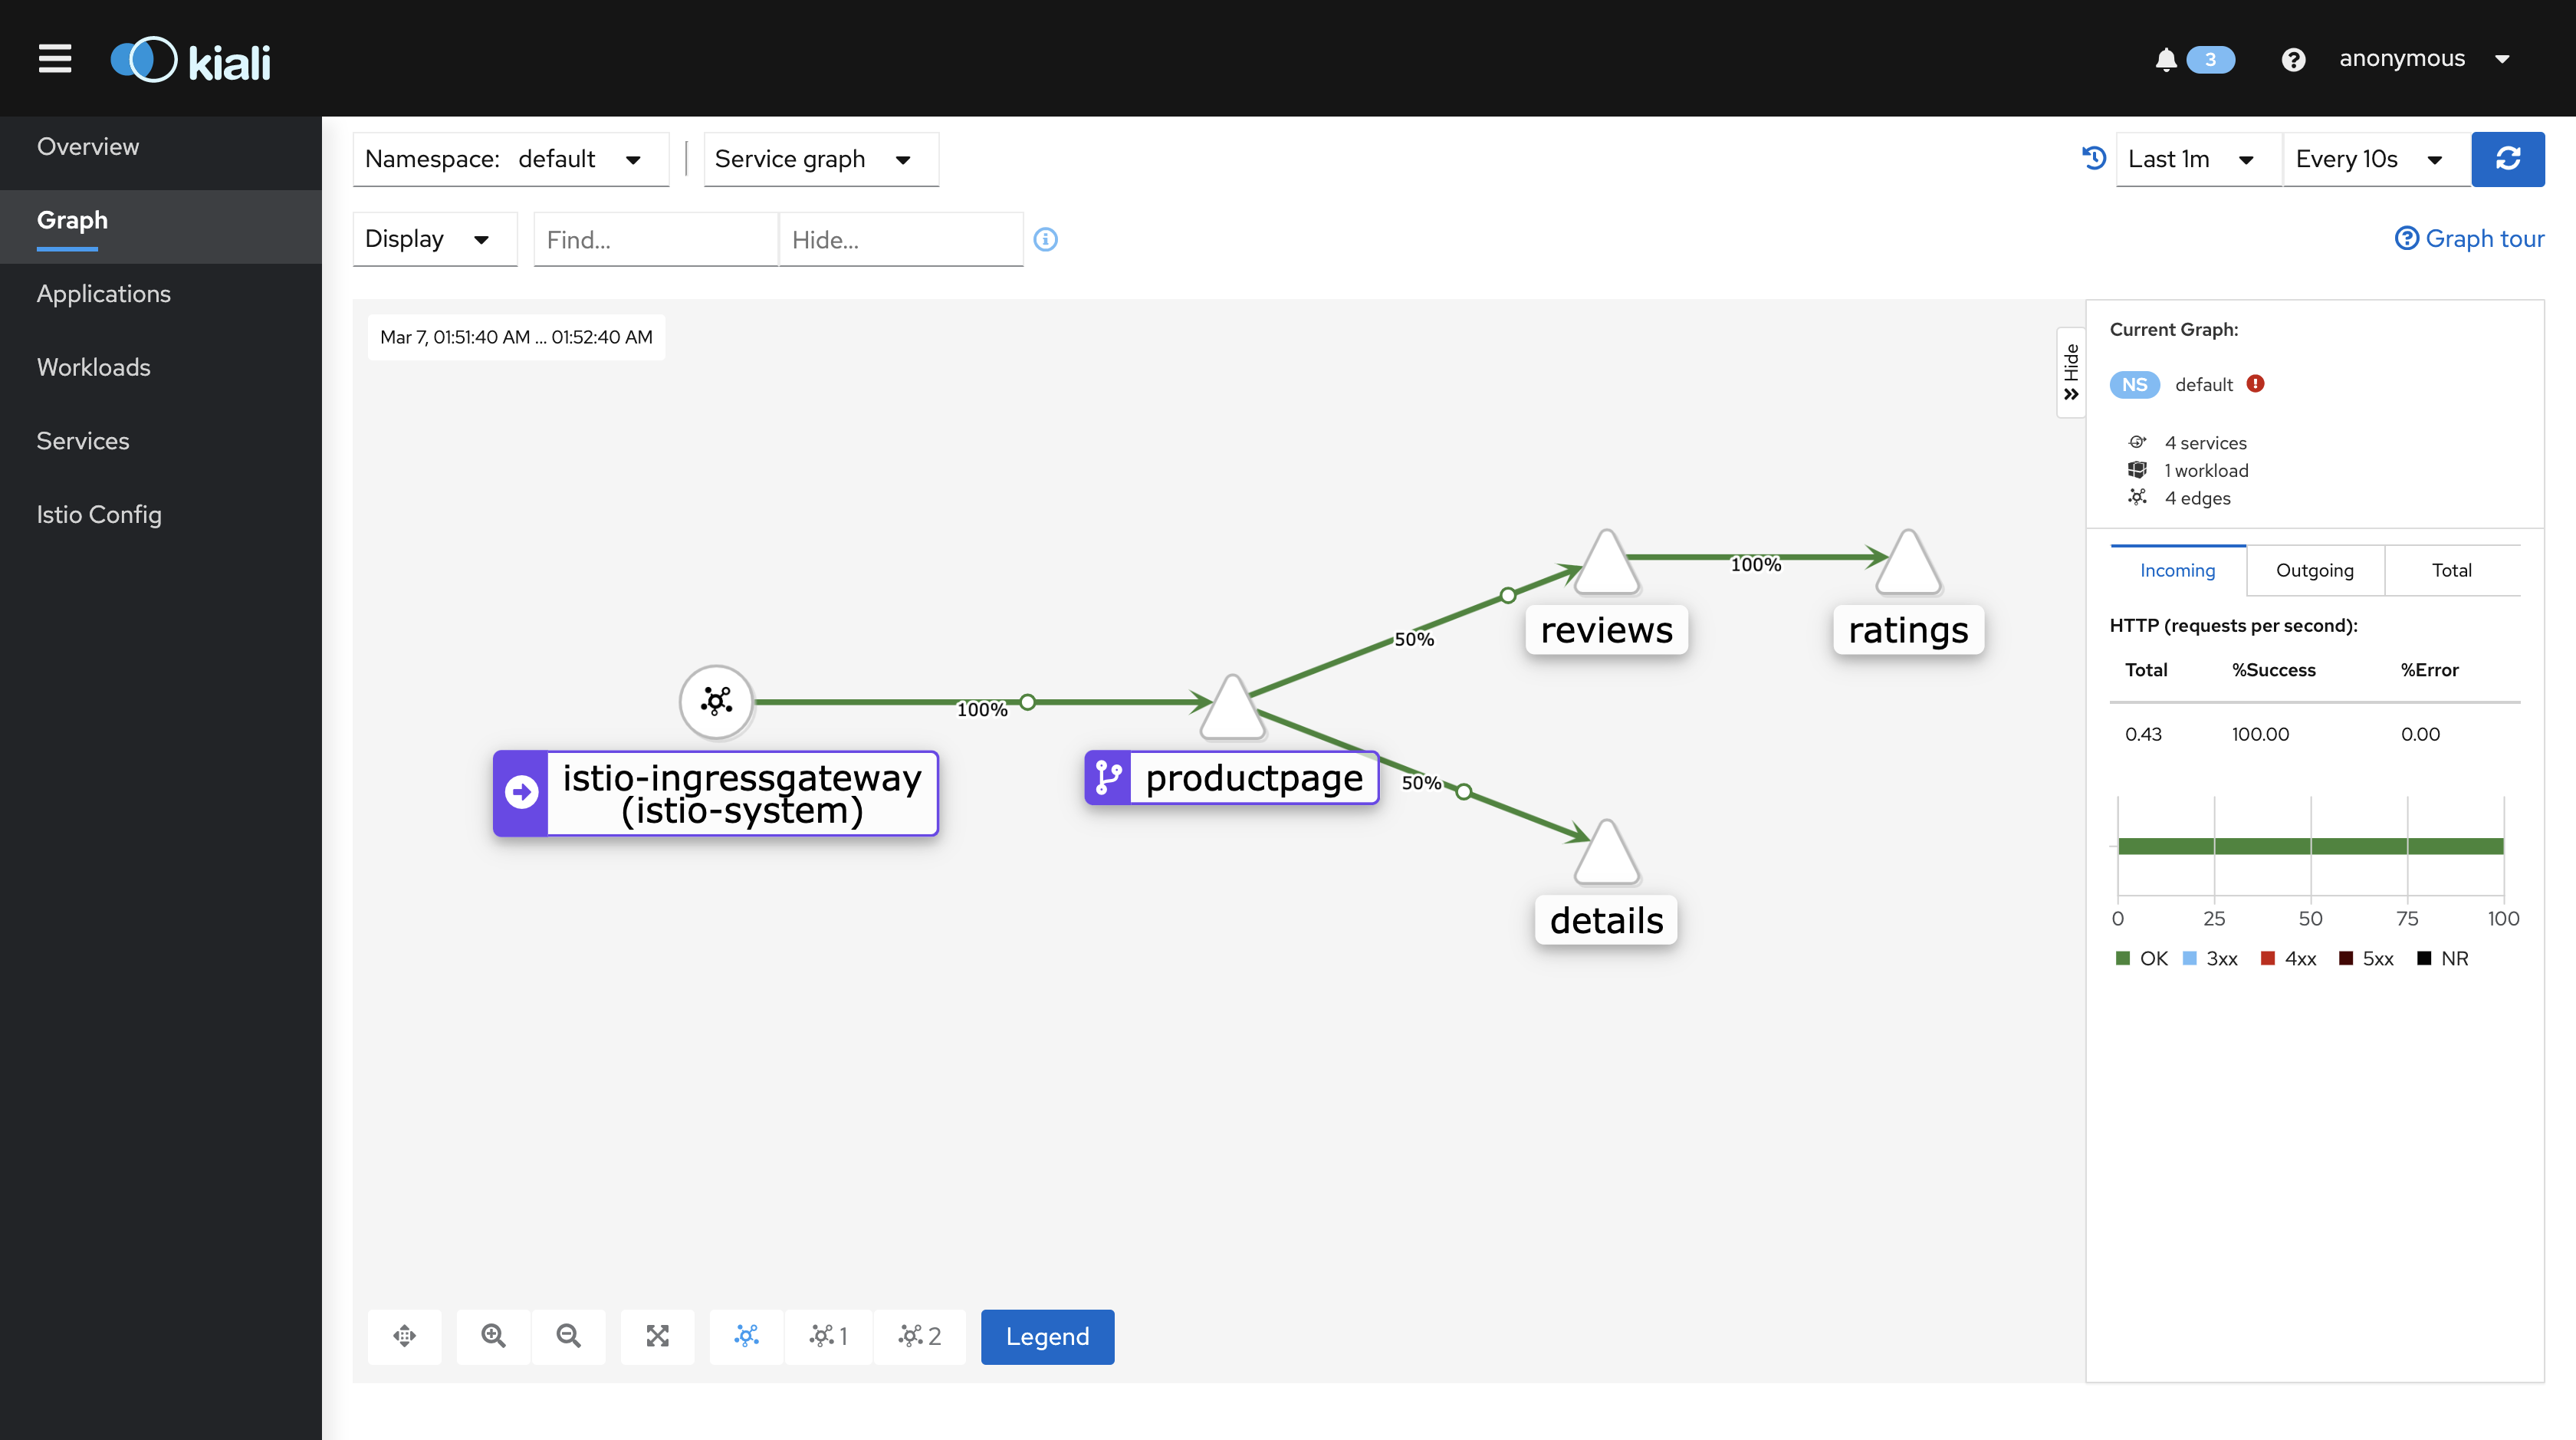 kiali
3
anonymous
Overview
Graph
Applications
Workloads
Services
Istio Config
Namespace: default
Service graph
Last 1m
Every 10s
Display
Find...
Hide...
Graph tour
Mar 7, 01:51:40 AM ... 01:52:40 AM
Hide
100%
50%
reviews
ratings
100%
istio-ingressgateway
(istio-system)
productpage
50%
details
1
2
Legend
Current Graph:
NS default
4 services
1 workload
4 edges
Incoming Outgoing Total
HTTP (requests per second):
Total %Success %Error
0.43 100.00 0.00
0 25 50 75 100
OK 3xx 4xx 5xx NR